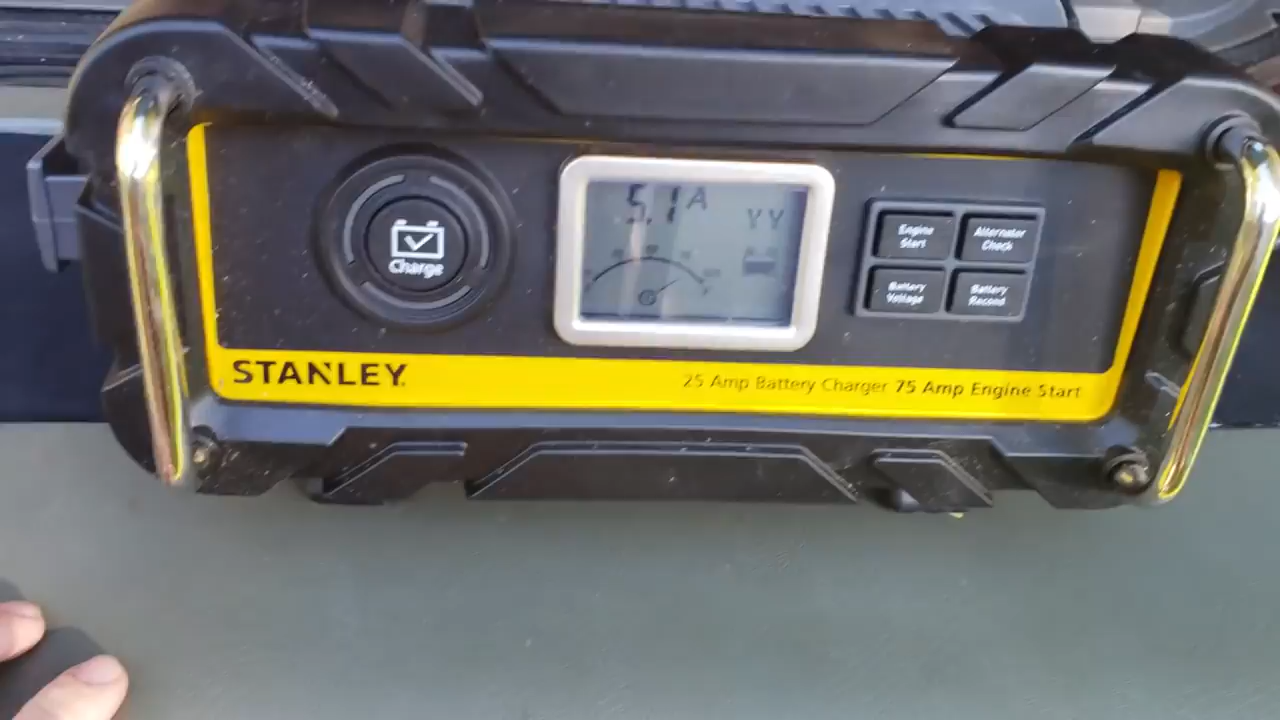 5.1 A
Charge
Engine
Start
Alternator
Check
Battery
Voltage
Battery
Recond
STANLEY
25 Amp Battery Charger 75 Amp Engine Start